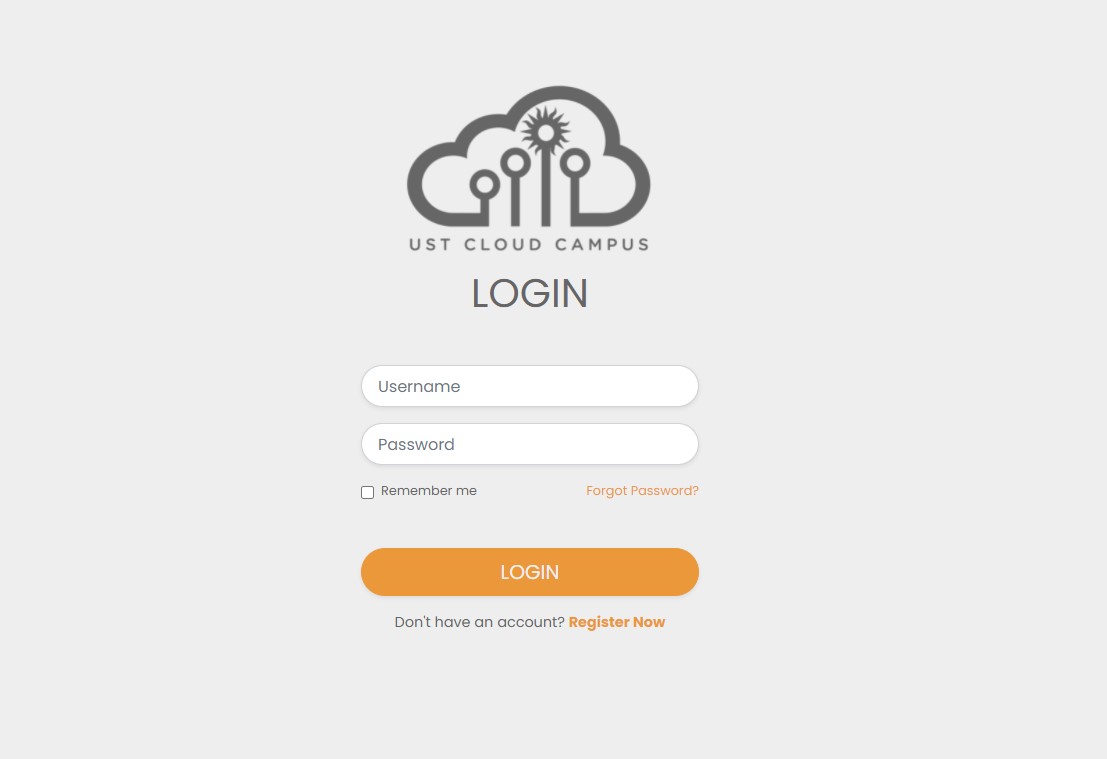 UST CLOUD CAMPUS
LOGIN
Username
Password
Remember me Forgot Password?
LOGIN
Don't have an account? Register Now